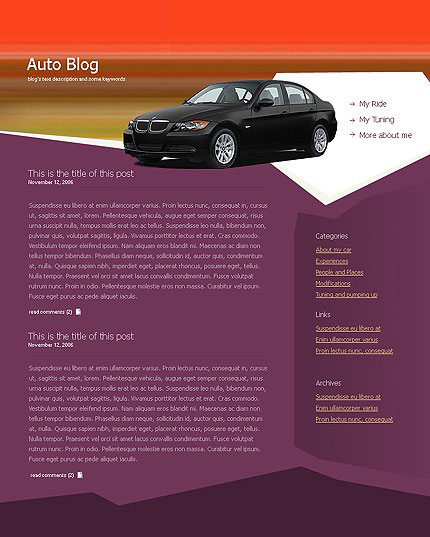 Auto Blog
blog's text description and some keywords
My Ride
My Tuning
More about me
This is the title of this post
November 12, 2006
Suspendisse eu libero at enim ullamcorper varius. Proin lectus nunc, consequat in, cursus
ut, sagittis sit amet, lorem. Pellentesque vehicula, augue eget semper consequat, risus
urna suscipit nulla, tempus mollis risus leo ac tellus. Suspendisse leo nulla, bibendum non,
pulvinar quis, volutpat sagittis, ligula. Vivamus porttitor lectus et erat. Cras commodo.
Vestibulum tempor eleifend ipsum. Nam aliquam eros blandit mi. Maecenas ac diam non
tellus tempor bibendum. Phasellus diam neque, sollicitudin id, auctor quis, condimentum
at, nulla. Quisque sapien nibh, imperdiet eget, placerat rhoncus, posuere eget, tellus.
Nulla tempor. Praesent vel orci sit amet lacus convallis condimentum. Fusce volutpat
rutrum nunc. Proin in odio. Pellentesque molestie eros non massa. Curabitur vel ipsum.
Fusce eget purus ac pede aliquet iaculis.
read comments (2)
This is the title of this post
November 12, 2006
Suspendisse eu libero at enim ullamcorper varius. Proin lectus nunc, consequat in, cursus
ut, sagittis sit amet, lorem. Pellentesque vehicula, augue eget semper consequat, risus
urna suscipit nulla, tempus mollis eros leo ac tellus. Suspendisse leo nulla, bibendum non,
pulvinar quis, volutpat sagittis, ligula. Vivamus porttitor lectus et erat. Cras commodo.
Vestibulum tempor eleifend ipsum. Nam aliquam eros blandit mi. Maecenas ac diam non
tellus tempor bibendum. Phasellus diam neque, sollicitudin id, auctor quis, condimentum
at, nulla. Quisque sapien nibh, imperdiet eget, placerat rhoncus, posuere eget, tellus.
Nulla tempor. Praesent vel orci sit amet lacus convallis condimentum. Fusce volutpat
rutrum nunc. Proin in odio. Pellentesque molestie eros non massa. Curabitur vel ipsum.
Fusce eget purus ac pede aliquet iaculis.
read comments (2)
Categories
About my car
Experiences
People and Places
Modifications
Tuning and pumping up
Links
Suspendisse eu libero at
Enim ullamcorper varius
Proin lectus nunc, consequat
Archives
Suspendisse eu libero at
Enim ullamcorper varius
Proin lectus nunc, consequat